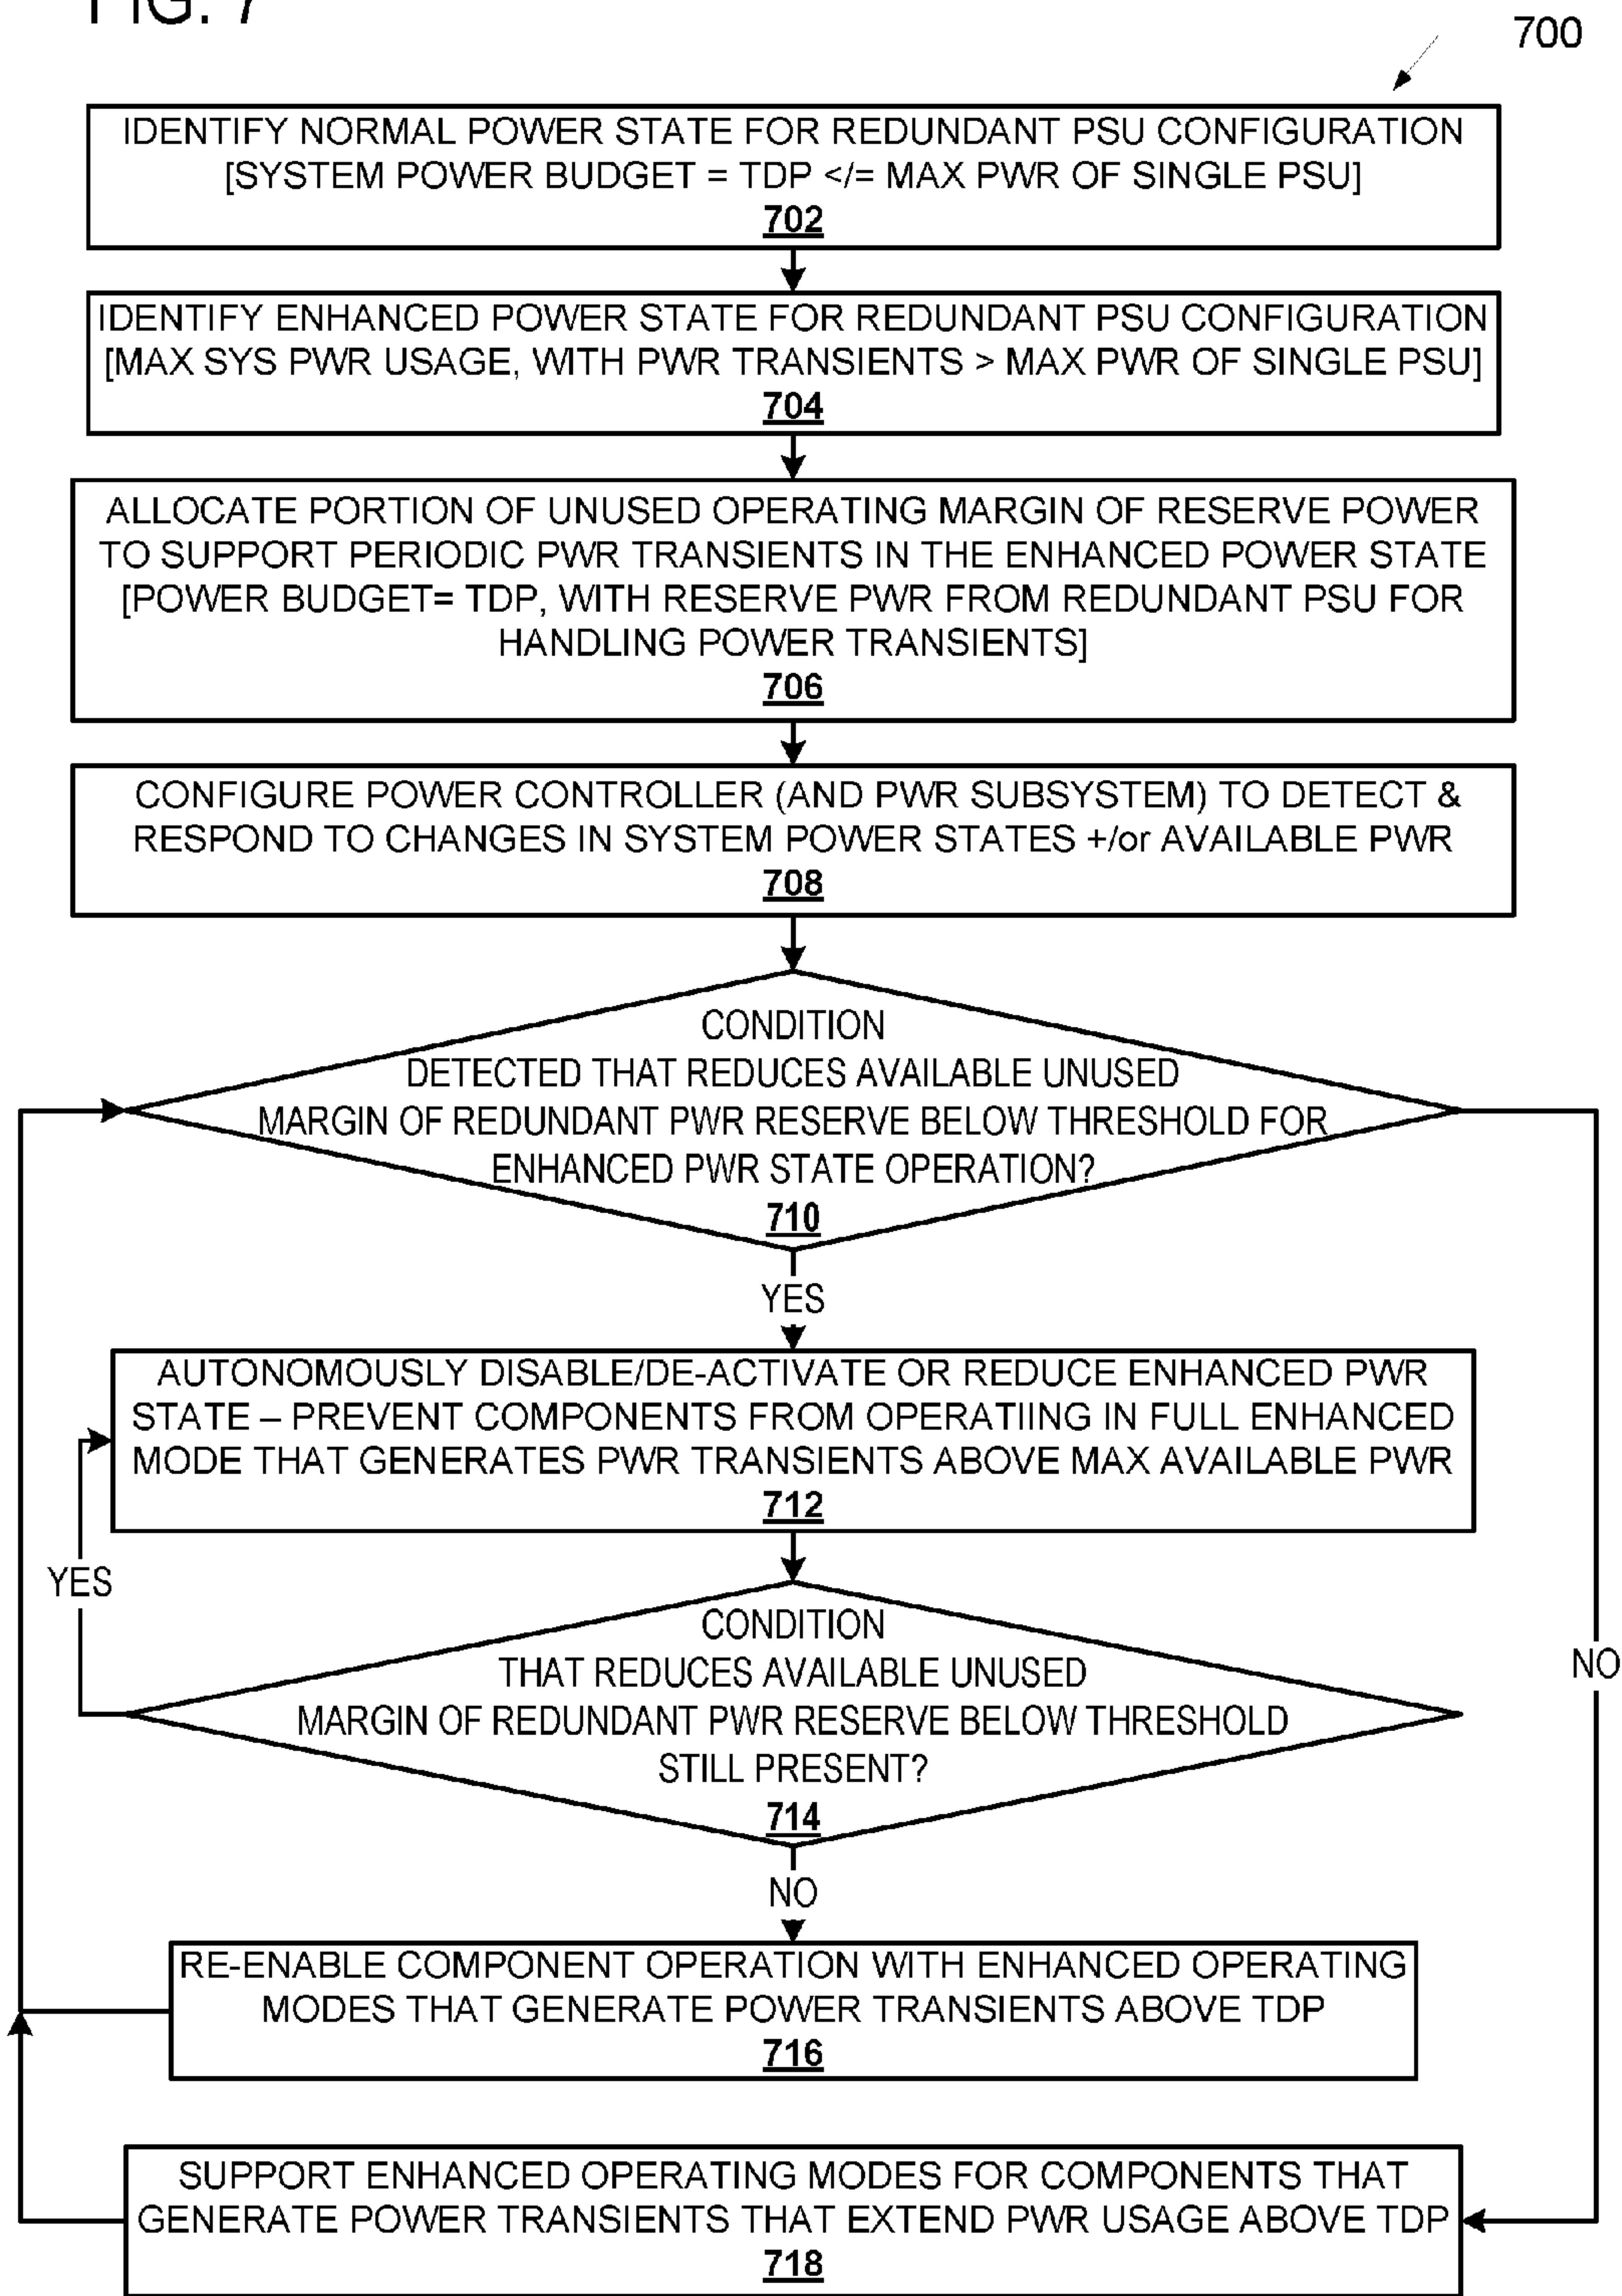 FIG. 7
700
IDENTIFY NORMAL POWER STATE FOR REDUNDANT PSU CONFIGURATION
[SYSTEM POWER BUDGET = TDP </= MAX PWR OF SINGLE PSU]
702
IDENTIFY ENHANCED POWER STATE FOR REDUNDANT PSU CONFIGURATION
[MAX SYS PWR USAGE, WITH PWR TRANSIENTS > MAX PWR OF SINGLE PSU]
704
ALLOCATE PORTION OF UNUSED OPERATING MARGIN OF RESERVE POWER
TO SUPPORT PERIODIC PWR TRANSIENTS IN THE ENHANCED POWER STATE
[POWER BUDGET= TDP, WITH RESERVE PWR FROM REDUNDANT PSU FOR
HANDLING POWER TRANSIENTS]
706
CONFIGURE POWER CONTROLLER (AND PWR SUBSYSTEM) TO DETECT &
RESPOND TO CHANGES IN SYSTEM POWER STATES +/or AVAILABLE PWR
708
CONDITION
DETECTED THAT REDUCES AVAILABLE UNUSED
MARGIN OF REDUNDANT PWR RESERVE BELOW THRESHOLD FOR
ENHANCED PWR STATE OPERATION?
710
YES
AUTONOMOUSLY DISABLE/DE-ACTIVATE OR REDUCE ENHANCED PWR
STATE – PREVENT COMPONENTS FROM OPERATIING IN FULL ENHANCED
MODE THAT GENERATES PWR TRANSIENTS ABOVE MAX AVAILABLE PWR
712
YES
CONDITION
THAT REDUCES AVAILABLE UNUSED
MARGIN OF REDUNDANT PWR RESERVE BELOW THRESHOLD
STILL PRESENT?
714
NO
NO
RE-ENABLE COMPONENT OPERATION WITH ENHANCED OPERATING
MODES THAT GENERATE POWER TRANSIENTS ABOVE TDP
716
SUPPORT ENHANCED OPERATING MODES FOR COMPONENTS THAT
GENERATE POWER TRANSIENTS THAT EXTEND PWR USAGE ABOVE TDP
718